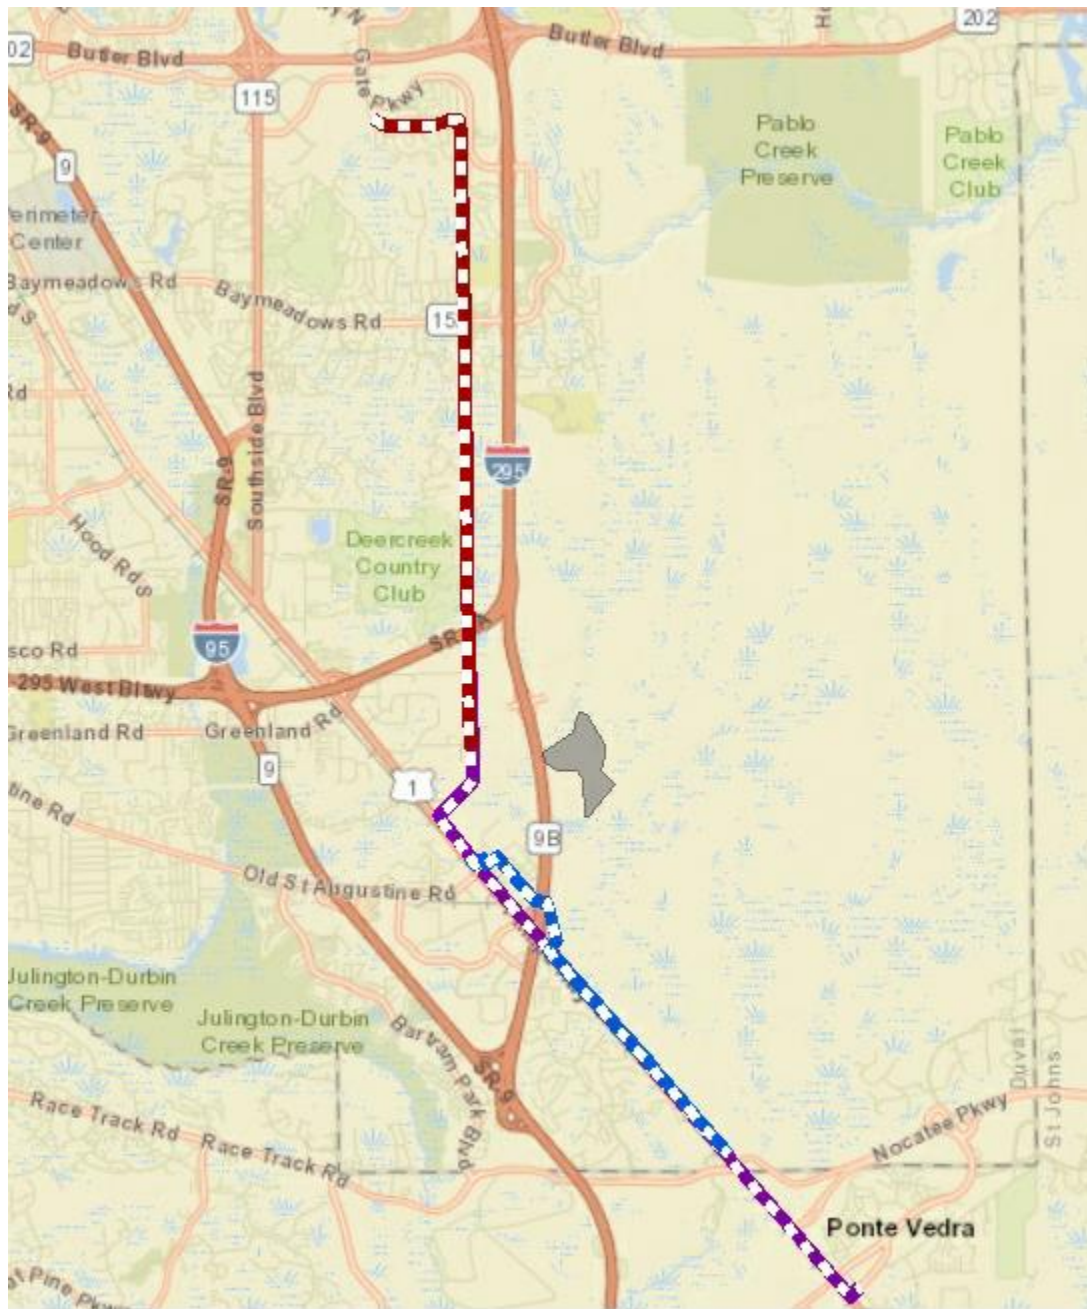 202
Butler Blvd
02
Butler Blvd
Gate
Pkwy
115
SR-9
Pablo
Creek
Preserve
Pablo
Creek
Club
9
Perimeter
Center
Baymeadows Rd
Baymeadows Rd
d S
15
Rd
Southside Blvd
SR-9
295
Hood Rd S
Deercreek
Country
Club
95
sco Rd
295 West Bltwy
Greenland Rd
Greenland Rd
9
1
tine Rd
9B
Old St Augustine Rd
Julington-Durbin
Creek Preserve
Julington-Durbin
Creek Preserve
Bartram Park Blvd
SR-9
Duval
St Johns
Race Track Rd
Race Track Rd
Nocatee Pkwy
Ponte Vedra